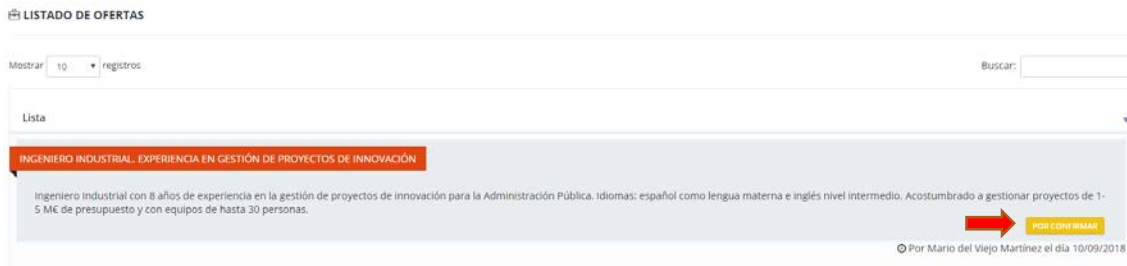 LISTADO DE OFERTAS
Mostrar 10 registros
Buscar:
Lista
INGENIERO INDUSTRIAL. EXPERIENCIA EN GESTIÓN DE PROYECTOS DE INNOVACIÓN
Ingeniero Industrial con 8 años de experiencia en la gestión de proyectos de innovación para la Administración Pública. Idiomas: español como lengua materna e inglés nivel intermedio. Acostumbrado a gestionar proyectos de 1-
5 M€ de presupuesto y con equipos de hasta 30 personas.
POR CONFIRMAR
Por Mario del Viejo Martínez el día 10/09/2018